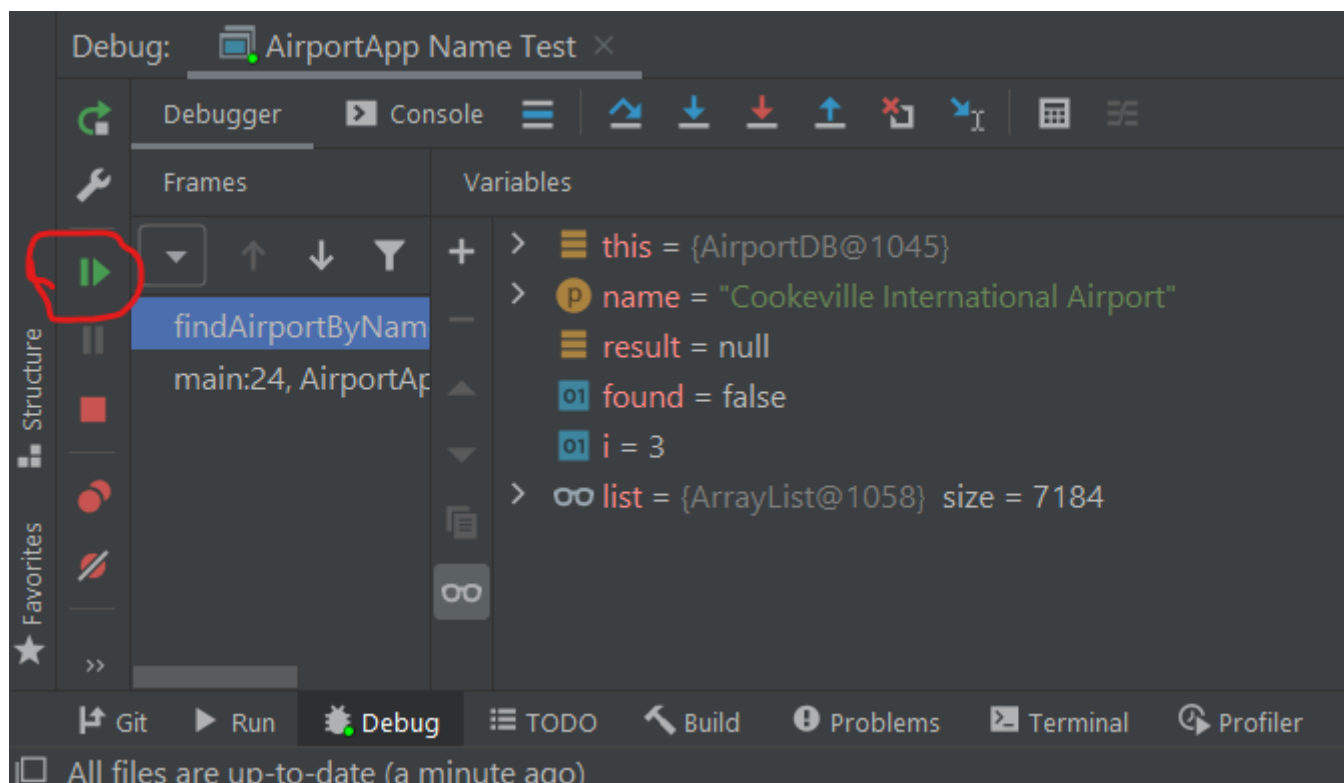 Debug: AirportApp Name Test
Debugger Console
Frames Variables
this = {AirportDB@1045}
p name = "Cookeville International Airport"
findAirportByNam
result = null
main:24, AirportAp
01 found = false
01 i = 3
list = {ArrayList@1058} size = 7184
Structure
Favorites
Git Run Debug TODO Build Problems Terminal Profiler
All files are up-to-date (a minute ago)